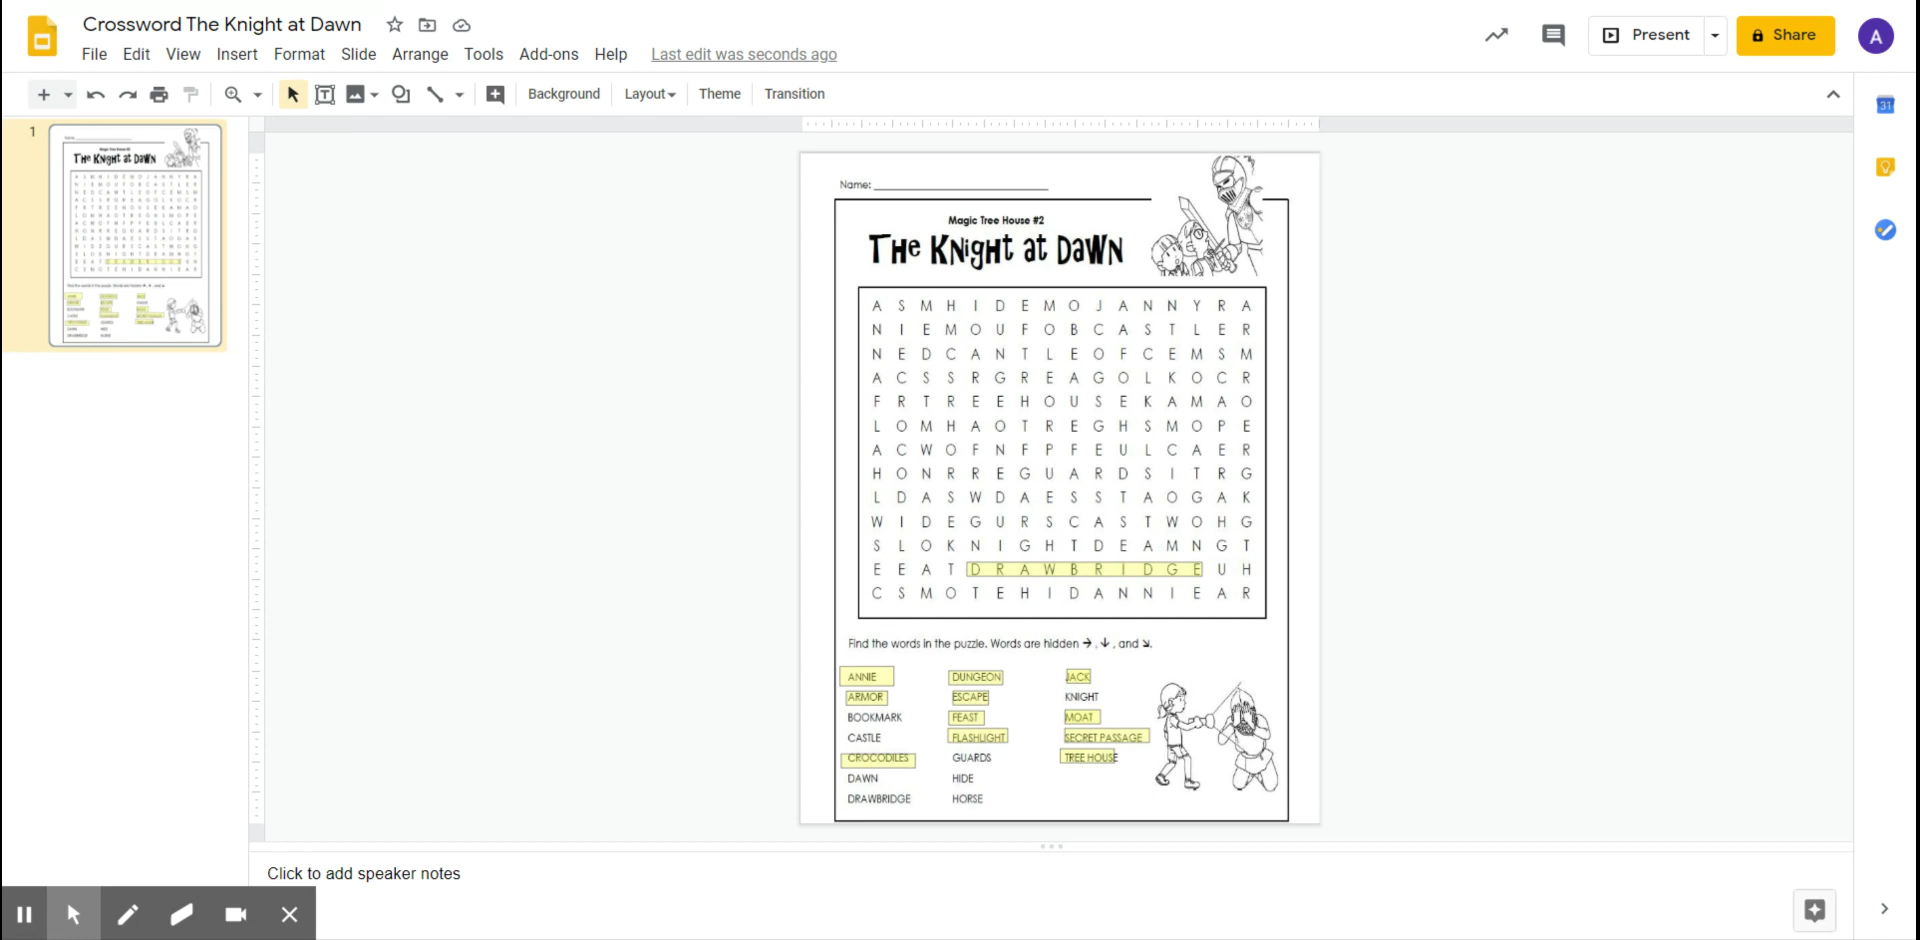 Crossword The Knight at Dawn
File Edit View Insert Format Slide Arrange Tools Add-ons Help Last edit was seconds ago
Present Share A
Background Layout Theme Transition
31
1
Name:
Magic Tree House #2
The Knight at Dawn
A S M H I D E M O J A N N Y R A
N I E M O U F O B C A S T L E R
N E D C A N T L E O F C E M S M
A C S S R G R E A G O L K O C R
F R T R E E H O U S E K A M A O
L O M H A O T R E G H S M O P E
A C W O F N F P F E U L C A E R
H O N R R E G U A R D S I T R G
L D A S W D A E S S T A O G A K
W I D E G U R S C A S T W O H G
S L O K N I G H T D E A M N G T
E E A T D R A W B R I D G E U H
C S M O T E H I D A N N I E A R
Find the words in the puzzle. Words are hidden →, ↓, and ↘.
ANNIE DUNGEON JACK
ARMOR ESCAPE KNIGHT
BOOKMARK FEAST MOAT
CASTLE FLASHLIGHT SECRET PASSAGE
CROCODILES GUARDS TREE HOUSE
DAWN HIDE
DRAWBRIDGE HORSE
Click to add speaker notes